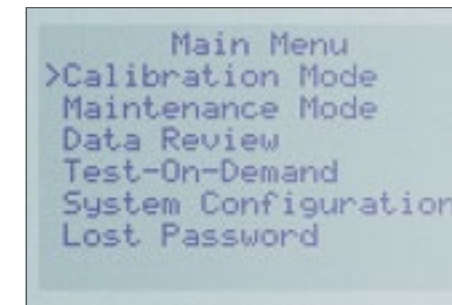 Main Menu
>Calibration Mode
Maintenance Mode
Data Review
Test-On-Demand
System Configuration
Lost Password